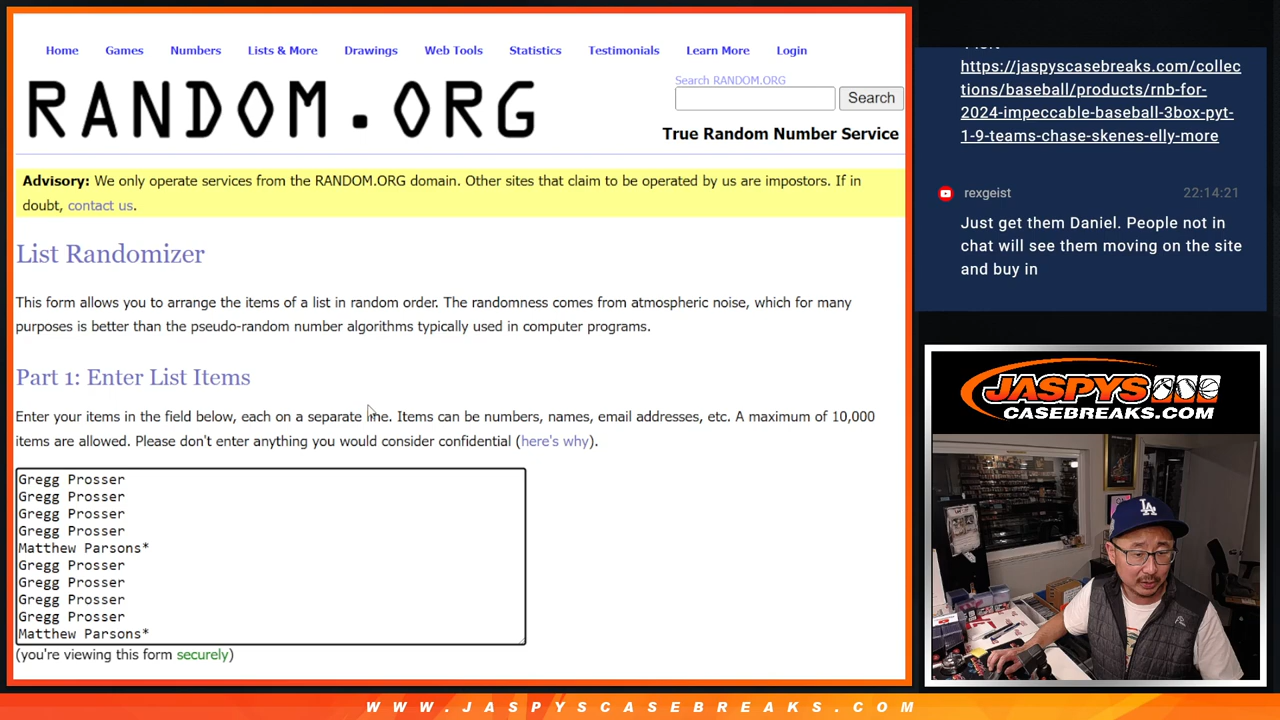 Home Games Numbers Lists & More Drawings Web Tools Statistics Testimonials Learn More Login
RANDOM.ORG
Search RANDOM.ORG
Search
True Random Number Service
Advisory: We only operate services from the RANDOM.ORG domain. Other sites that claim to be operated by us are impostors. If in
doubt, contact us.
List Randomizer
This form allows you to arrange the items of a list in random order. The randomness comes from atmospheric noise, which for many
purposes is better than the pseudo-random number algorithms typically used in computer programs.
Part 1: Enter List Items
Enter your items in the field below, each on a separate line. Items can be numbers, names, email addresses, etc. A maximum of 10,000
items are allowed. Please don't enter anything you would consider confidential (here's why).
Gregg Prosser
Gregg Prosser
Gregg Prosser
Gregg Prosser
Matthew Parsons*
Gregg Prosser
Gregg Prosser
Gregg Prosser
Gregg Prosser
Matthew Parsons*
(you're viewing this form securely)
https://jaspyscasebreaks.com/collec
tions/baseball/products/rnb-for-
2024-impeccable-baseball-3box-pyt-
1-9-teams-chase-skenes-elly-more
rexgeist 22:14:21
Just get them Daniel. People not in
chat will see them moving on the site
and buy in
JASPYS
CASEBREAKS.COM
LA
WWW.JASPYSCASEBREAKS.COM